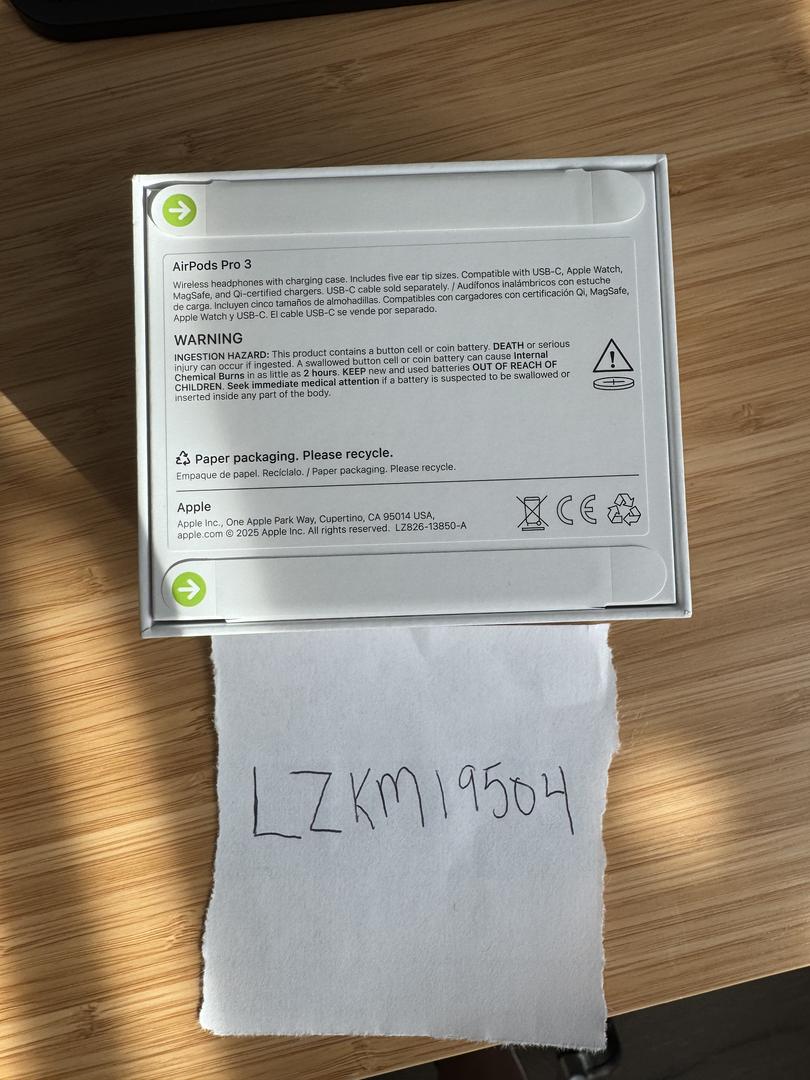 AirPods Pro 3
Wireless headphones with charging case. Includes five ear tip sizes. Compatible with USB-C, Apple Watch,
MagSafe, and Qi-certified chargers. USB-C cable sold separately. / Audífonos inalámbricos con estuche
de carga. Incluyen cinco tamaños de almohadillas. Compatibles con cargadores con certificación Qi, MagSafe,
Apple Watch y USB-C. El cable USB-C se vende por separado.
WARNING
INGESTION HAZARD: This product contains a button cell or coin battery. DEATH or serious
injury can occur if ingested. A swallowed button cell or coin battery can cause Internal
Chemical Burns in as little as 2 hours. KEEP new and used batteries OUT OF REACH OF
CHILDREN. Seek immediate medical attention if a battery is suspected to be swallowed or
inserted inside any part of the body.
Paper packaging. Please recycle.
Empaque de papel. Recíclalo. / Paper packaging. Please recycle.
Apple
Apple Inc., One Apple Park Way, Cupertino, CA 95014 USA,
apple.com © 2025 Apple Inc. All rights reserved. LZ826-13850-A
CE
LZKM19504